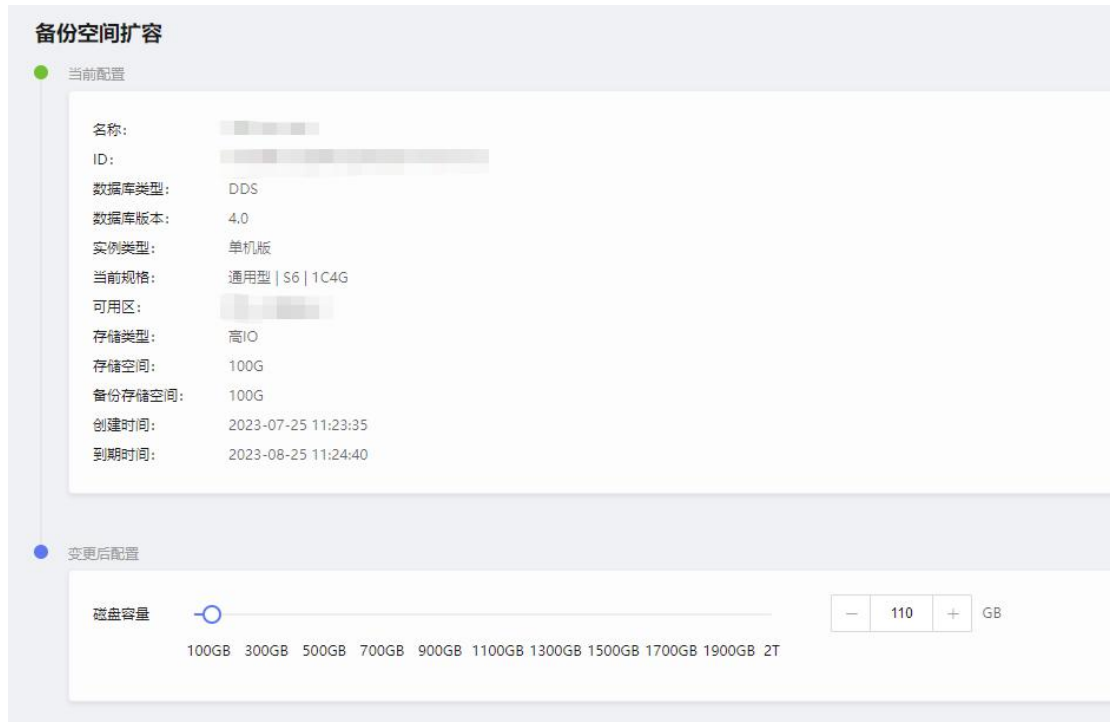 备份空间扩容
当前配置
名称：
ID：
数据库类型： DDS
数据库版本： 4.0
实例类型： 单机版
当前规格： 通用型 | S6 | 1C4G
可用区：
存储类型： 高IO
存储空间： 100G
备份存储空间： 100G
创建时间： 2023-07-25 11:23:35
到期时间： 2023-08-25 11:24:40
变更后配置
磁盘容量 − 110 + GB
100GB 300GB 500GB 700GB 900GB 1100GB 1300GB 1500GB 1700GB 1900GB 2T